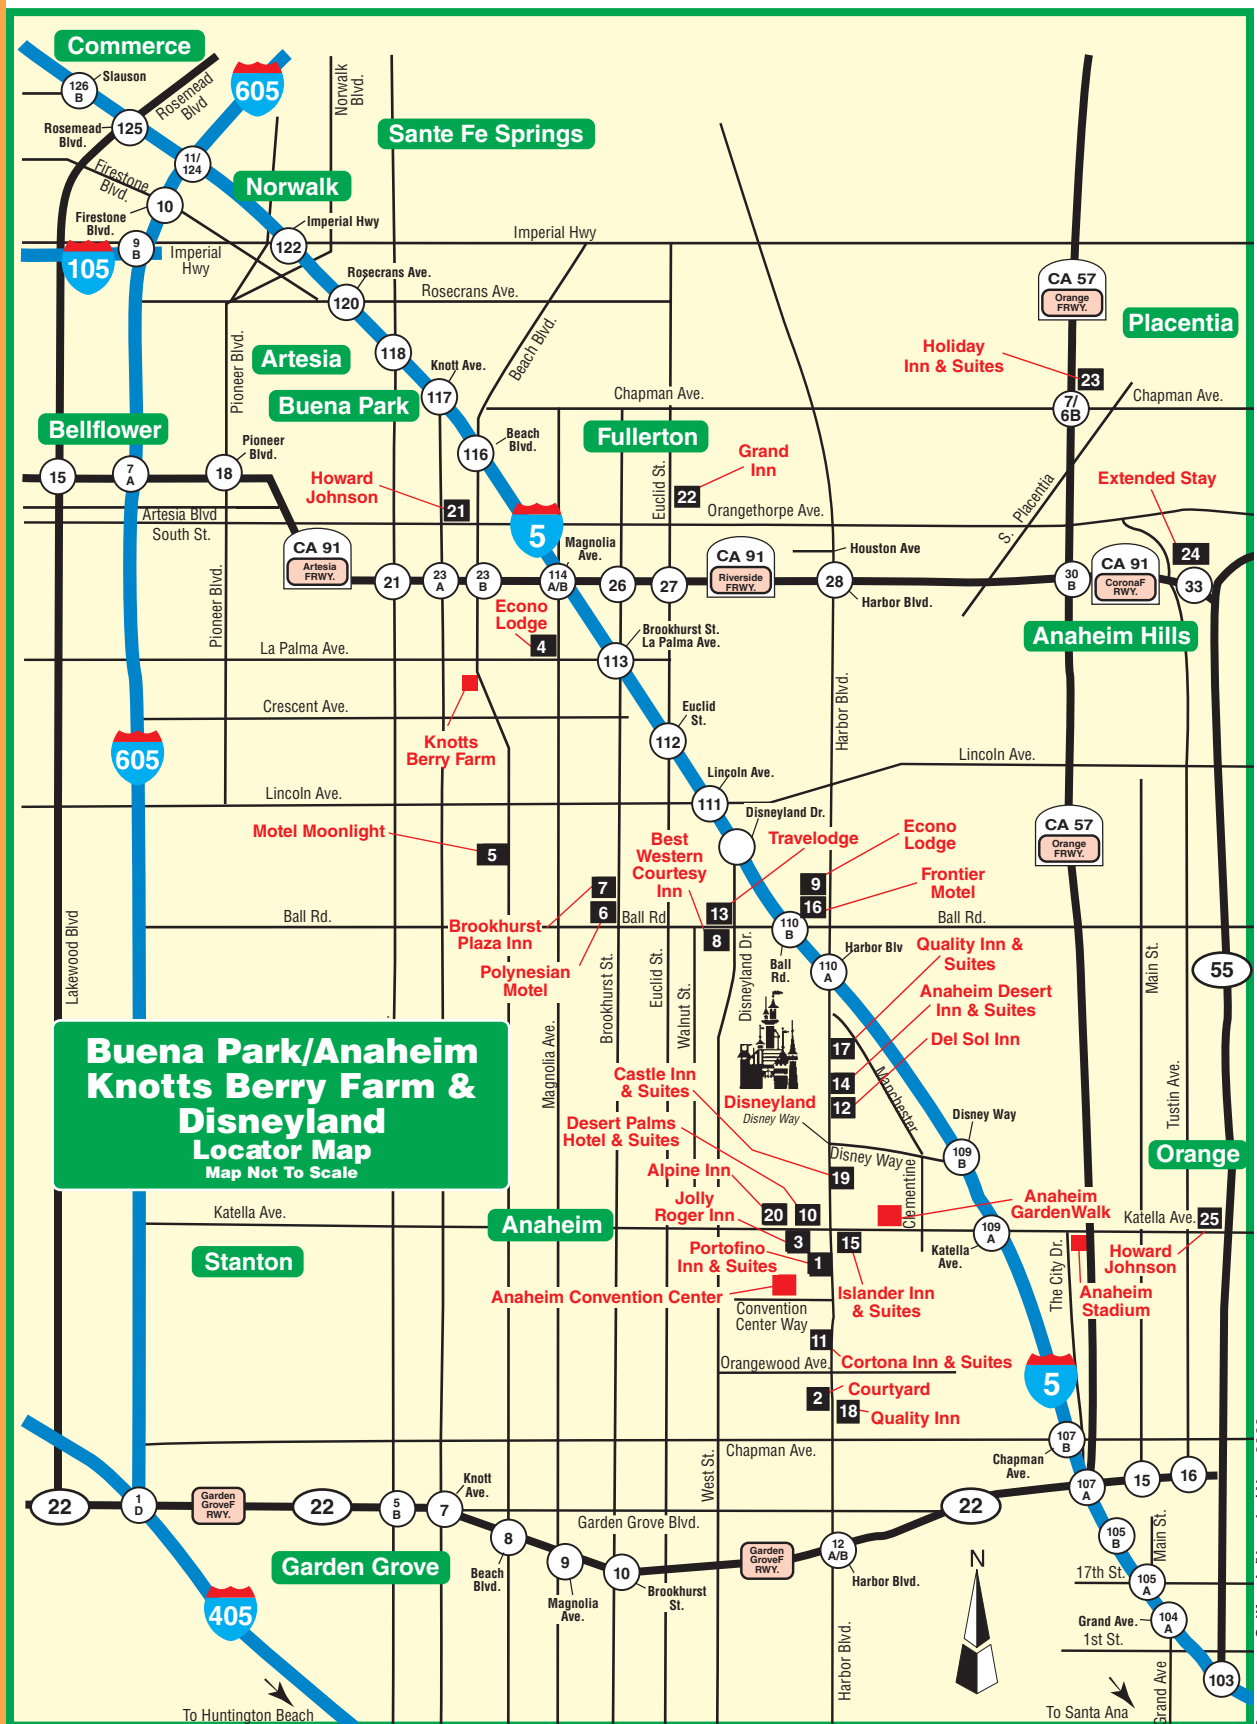 Commerce
126
B
Slauson
Rosemead
Blvd
605
Norwalk
Blvd.
Rosemead
Blvd.
125
Sante Fe Springs
11/
124
Firestone
Blvd.
Norwalk
10
Firestone
Blvd.
Imperial Hwy
9
B
122
Imperial
Hwy
Imperial Hwy
105
Rosecrans Ave.
120
Rosecrans Ave.
CA 57
Orange
FRWY.
Placentia
Pioneer Blvd.
Artesia
118
Beach Blvd.
Knott Ave.
117
Holiday
Inn & Suites
23
Buena Park
Chapman Ave.
7/
6B
Chapman Ave.
Bellflower
Pioneer
Blvd.
Beach
Blvd.
116
Fullerton
15
7
A
18
Howard
Johnson
21
Grand
Inn
22
Euclid St.
Extended Stay
Artesia Blvd
South St.
5
Orangethorpe Ave.
S. Placentia
CA 91
Artesia
FRWY.
Magnolia
Ave.
CA 91
Riverside
FRWY.
Houston Ave
CA 91
CoronaF
RWY.
24
21
23
A
23
B
114
A/B
26
27
28
30
B
33
Harbor Blvd.
Pioneer Blvd.
Econo
Lodge
4
Brookhurst St.
La Palma Ave.
Anaheim Hills
La Palma Ave.
113
Crescent Ave.
Euclid
St.
112
Harbor Blvd.
Knotts
Berry Farm
605
Lincoln Ave.
Lincoln Ave.
111
Lincoln Ave.
Disneyland Dr.
CA 57
Orange
FRWY.
Motel Moonlight
5
Best
Western
Courtesy
Inn
Travelodge
Econo
Lodge
9
7
6
13
16
Frontier
Motel
Lakewood Blvd
Ball Rd.
Brookhurst
Plaza Inn
Ball Rd
8
110
B
Ball Rd.
Ball
Rd.
Harbor Blv
110
A
Quality Inn &
Suites
Polynesian
Motel
Brookhurst St.
Euclid St.
Walnut St.
Disneyland Dr.
Main St.
55
Anaheim Desert
Inn & Suites
Buena Park/Anaheim
Knotts Berry Farm &
Disneyland
Locator Map
Map Not To Scale
Magnolia Ave.
17
Del Sol Inn
Castle Inn
& Suites
14
Manchester
Tustin Ave.
Disneyland
Disney Way
12
Disney Way
Desert Palms
Hotel & Suites
Disney Way
109
B
Orange
Alpine Inn
19
Clementine
Jolly
Roger Inn
20
10
Anaheim
GardenWalk
Katella Ave.
Anaheim
109
A
Katella Ave.
25
Stanton
3
15
Katella
Ave.
The City Dr.
Howard
Johnson
Portofino
Inn & Suites
1
Anaheim Convention Center
Islander Inn
& Suites
Anaheim
Stadium
Convention
Center Way
11
Orangewood Ave.
Cortona Inn & Suites
5
2
Courtyard
18
Quality Inn
107
B
Chapman Ave.
Chapman
Ave.
West St.
22
1
D
Garden
GroveF
RWY.
22
5
B
7
Knott
Ave.
22
107
A
15
16
Garden Grove Blvd.
8
Beach
Blvd.
9
Magnolia
Ave.
10
Brookhurst
St.
Garden
GroveF
RWY.
12
A/B
Harbor Blvd.
105
B
Main St.
Garden Grove
N
17th St.
105
A
405
Grand Ave.
104
A
1st St.
Harbor Blvd.
103
Grand Ave
To Huntington Beach
To Santa Ana